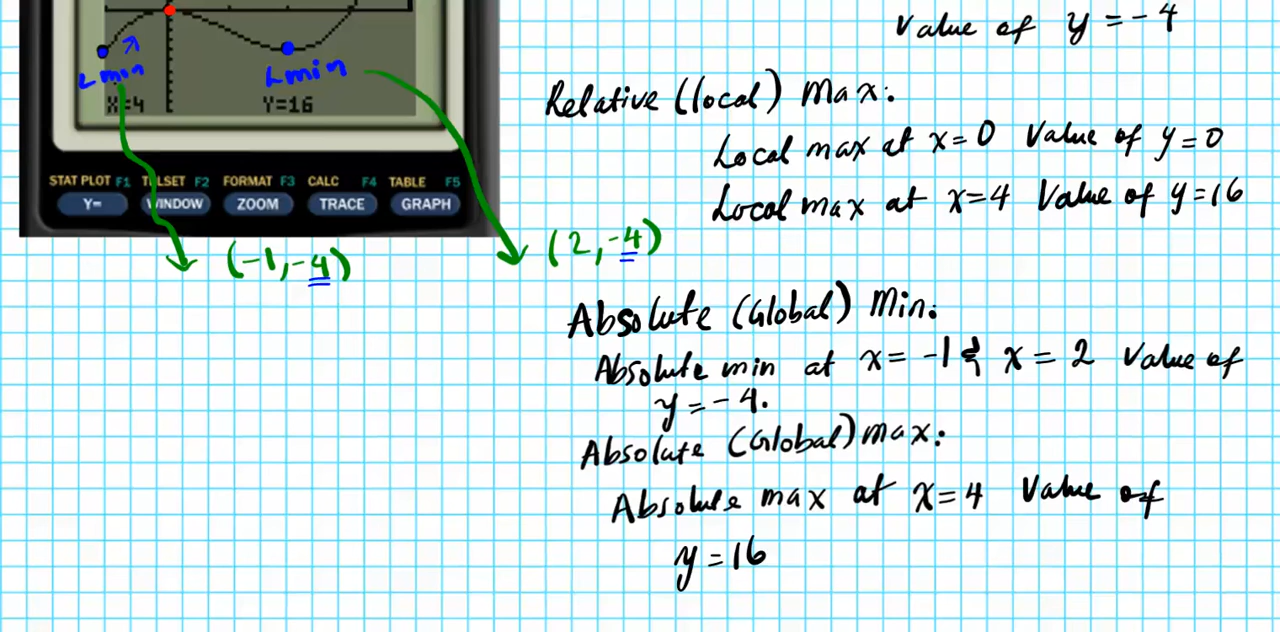 Value of y = -4
Relative (local) Max:
Local max at x=0 Value of y=0
Local max at x=4 Value of y=16
Lmin
Lmin
X=4 Y=16
STAT PLOT F1 TBLSET F2 FORMAT F3 CALC F4 TABLE F5
Y= WINDOW ZOOM TRACE GRAPH
(-1,-4)
(2,-4)
Absolute (Global) Min:
Absolute min at x = -1 & x = 2 Value of
y = -4.
Absolute (Global) max:
Absolute max at x=4 Value of
y = 16